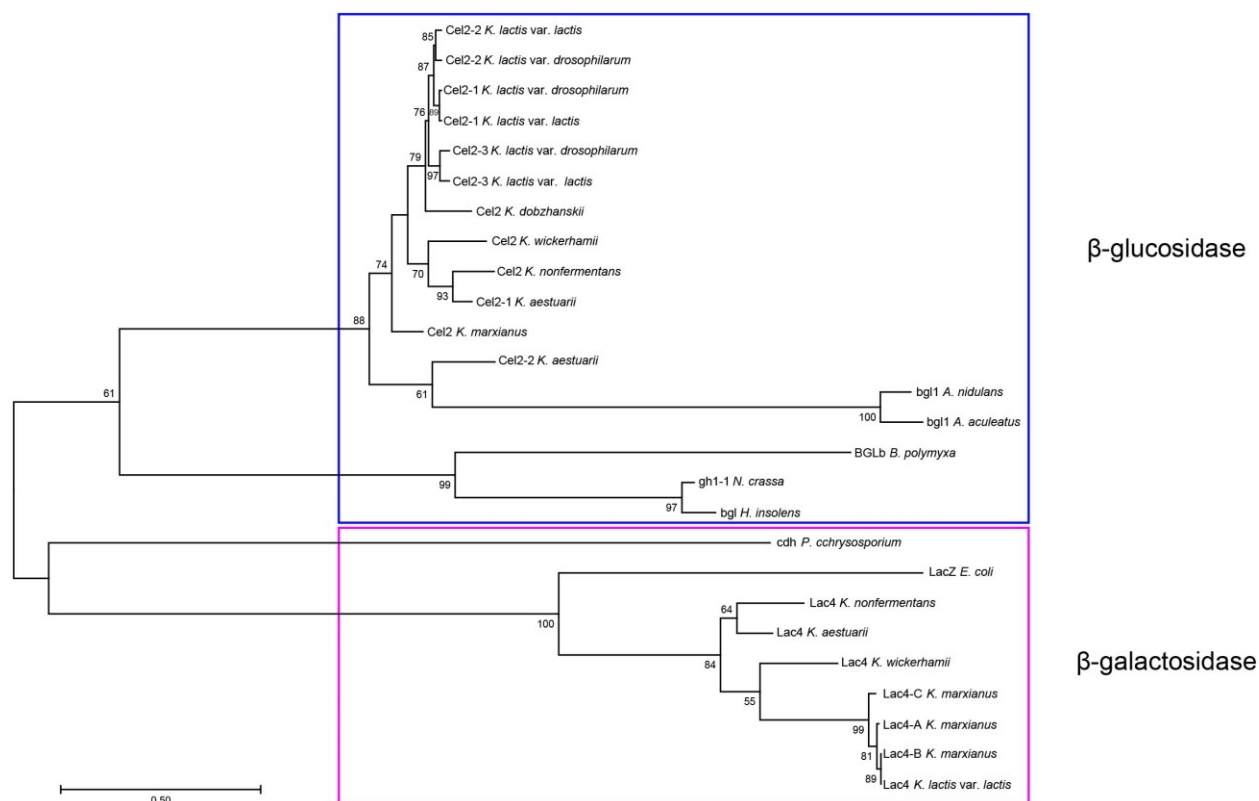 85
Cel2-2 K. lactis var. lactis
Cel2-2 K. lactis var. drosophilarum
87
Cel2-1 K. lactis var. drosophilarum
76
89
Cel2-1 K. lactis var. lactis
Cel2-3 K. lactis var. drosophilarum
79
97
Cel2-3 K. lactis var. lactis
Cel2 K. dobzhanskii
Cel2 K. wickerhamii
β-glucosidase
74
70
Cel2 K. nonfermentans
93
Cel2-1 K. aestuarii
88
Cel2 K. marxianus
Cel2-2 K. aestuarii
61
61
bgl1 A. nidulans
100
bgl1 A. aculeatus
BGLb B. polymyxa
99
gh1-1 N. crassa
97
bgl H. insolens
cdh P. cchrysosporium
LacZ E. coli
100
64
Lac4 K. nonfermentans
Lac4 K. aestuarii
84
Lac4 K. wickerhamii
β-galactosidase
55
Lac4-C K. marxianus
99
Lac4-A K. marxianus
81
Lac4-B K. marxianus
89
Lac4 K. lactis var. lactis
0.50